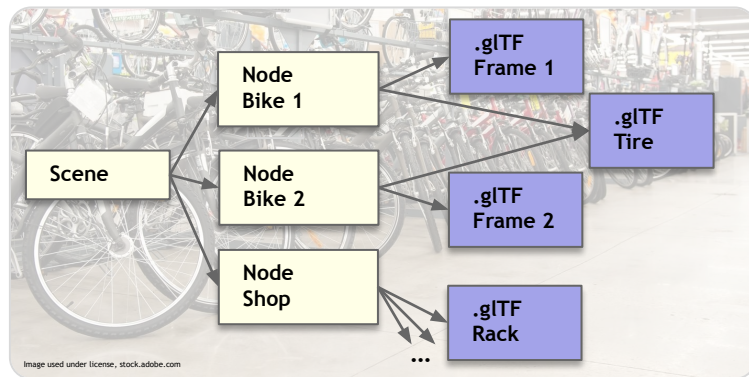 .glTF
Frame 1
Node
Bike 1
.glTF
Tire
Scene
Node
Bike 2
.glTF
Frame 2
Node
Shop
.glTF
Rack
...
Image used under license, stock.adobe.com